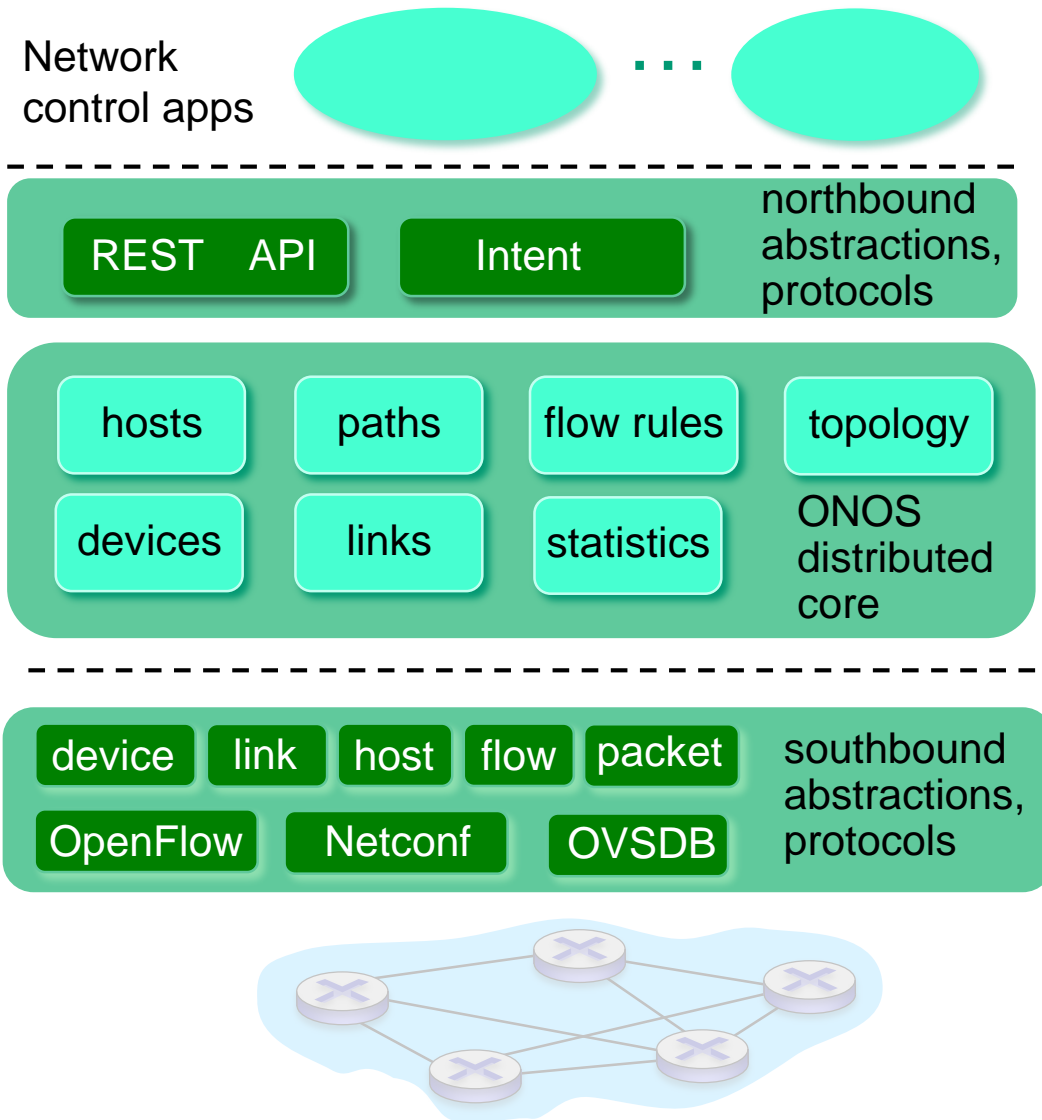 Network
control apps
. . .
REST API
Intent
northbound
abstractions,
protocols
hosts
paths
flow rules
topology
devices
links
statistics
ONOS
distributed
core
device
link
host
flow
packet
OpenFlow
Netconf
OVSDB
southbound
abstractions,
protocols